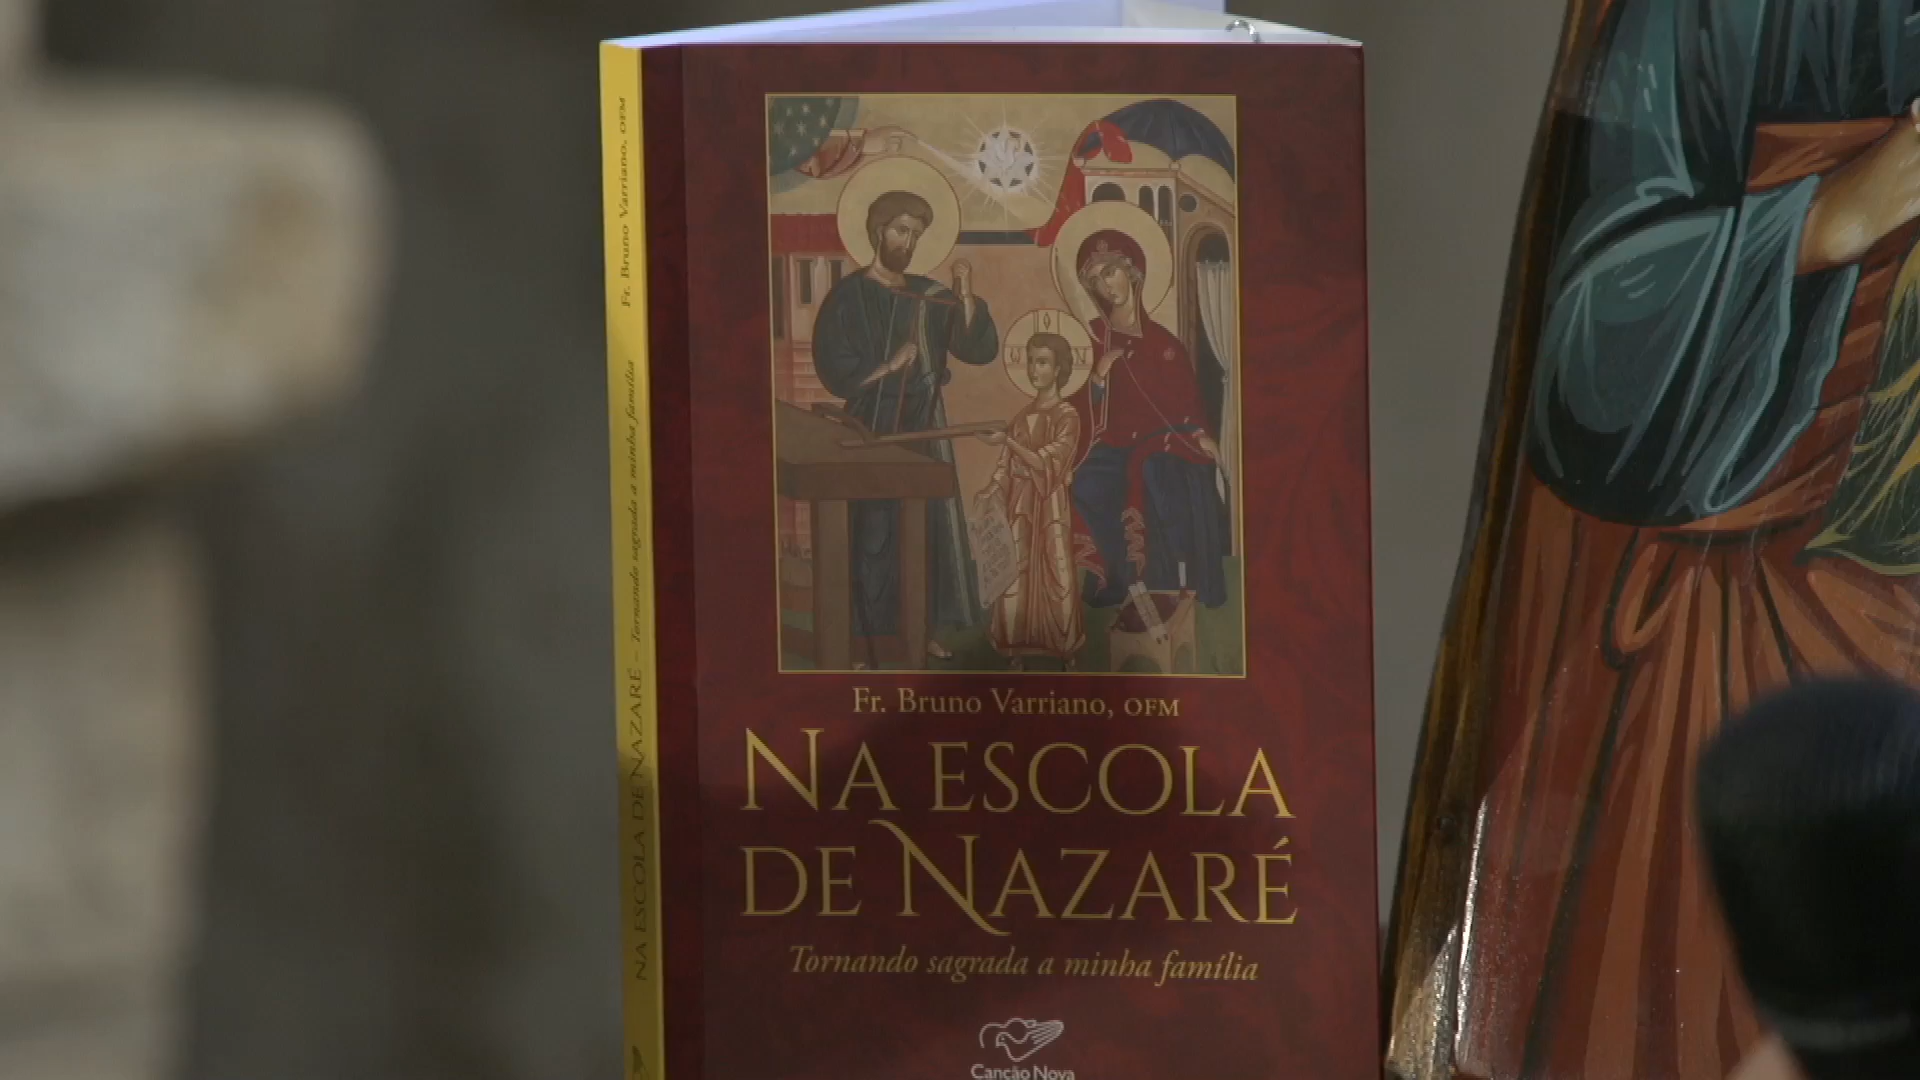 Fr. Bruno Varriano, OFM
NA ESCOLA
DE NAZARÉ
Tornando sagrada a minha família
Canção Nova
NA ESCOLA DE NAZARÉ – Tornando sagrada a minha família Fr. Bruno Varriano, OFM